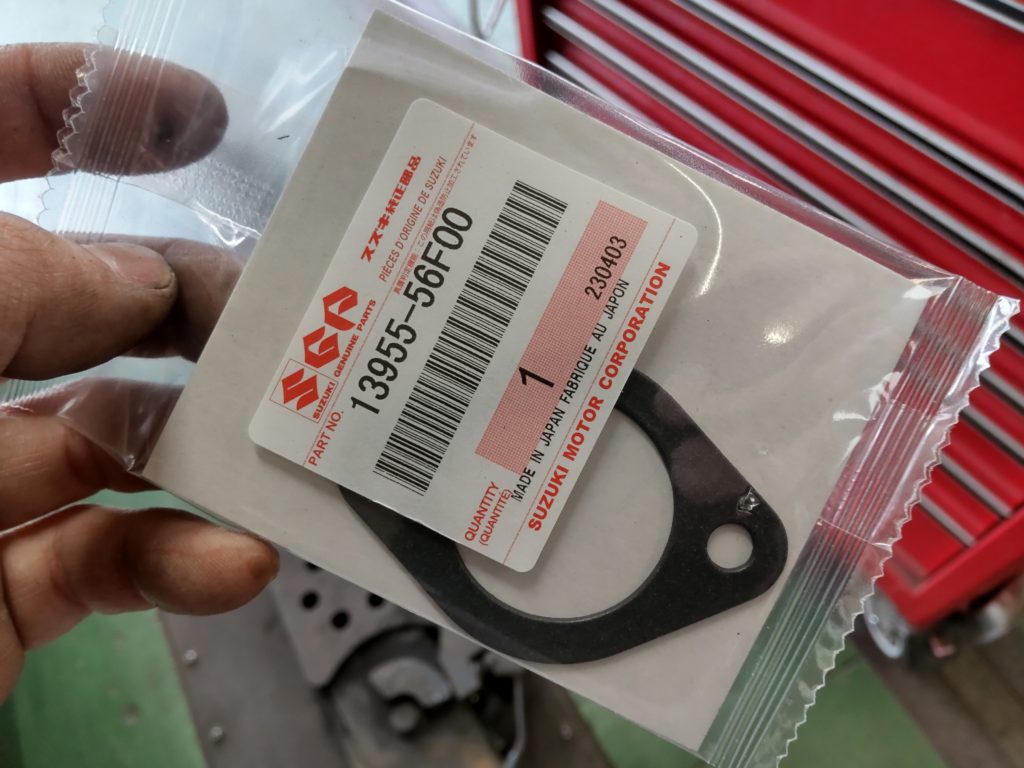 SGP
SUZUKI GENUINE PARTS
スズキ純正部品
PIÈCES D'ORIGINE DE SUZUKI
PART NO.
13955-56F00
QUANTITY
(QUANTITÉ)
1
230403
MADE IN JAPAN FABRIQUE AU JAPON
SUZUKI MOTOR CORPORATION